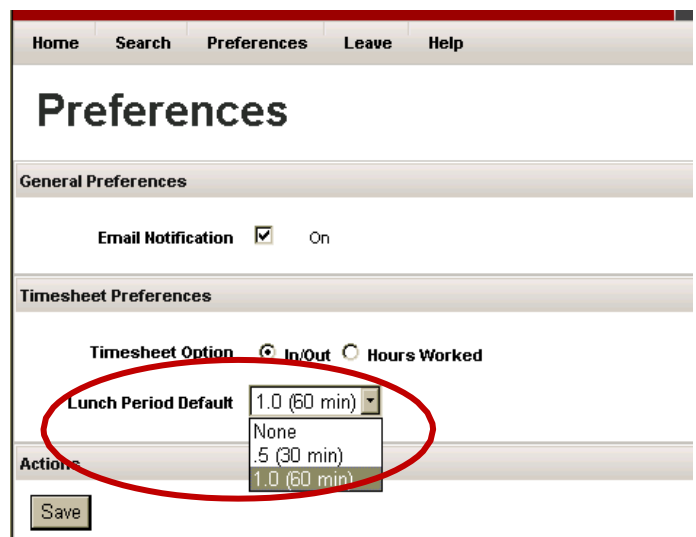 Home Search Preferences Leave Help
Preferences
General Preferences
Email Notification On
Timesheet Preferences
Timesheet Option In/Out Hours Worked
Lunch Period Default 1.0 (60 min)
None
.5 (30 min)
Actions
1.0 (60 min)
Save